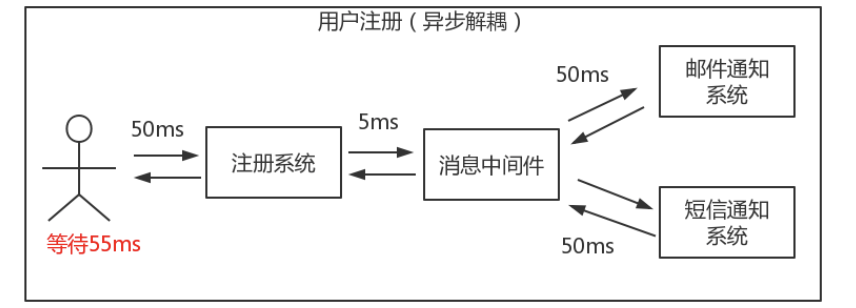 用户注册（异步解耦）
50ms
邮件通知
系统
50ms
5ms
注册系统
消息中间件
短信通知
系统
等待55ms
50ms